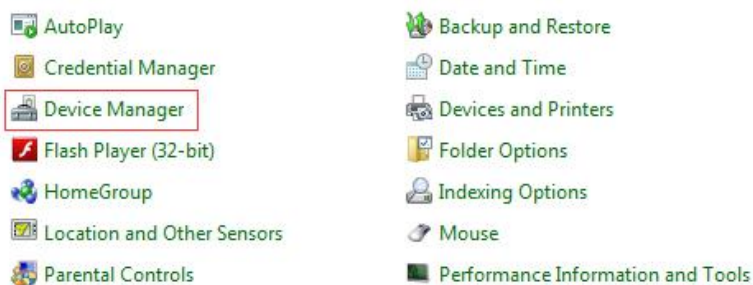 AutoPlay
Backup and Restore
Credential Manager
Date and Time
Device Manager
Devices and Printers
Flash Player (32-bit)
Folder Options
HomeGroup
Indexing Options
Location and Other Sensors
Mouse
Parental Controls
Performance Information and Tools